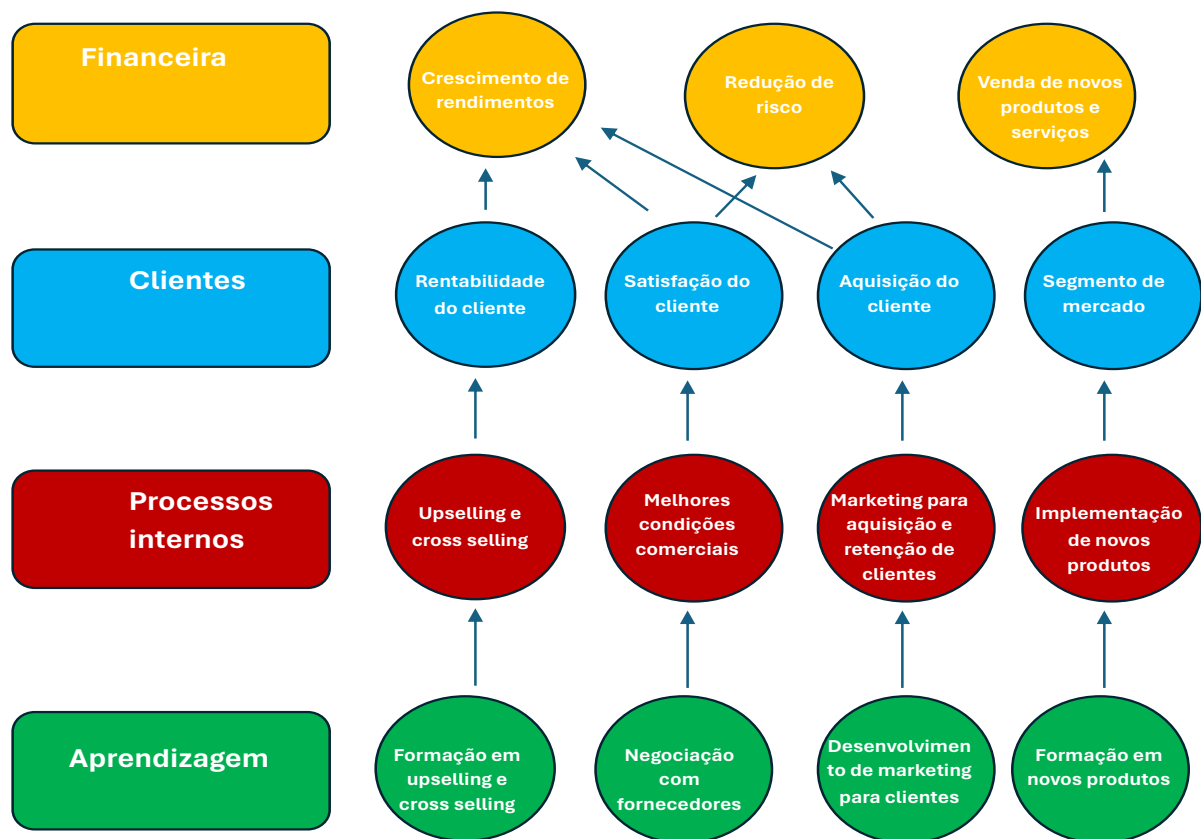 Financeira
Crescimento de
rendimentos
Redução de
risco
Venda de novos
produtos e
serviços
Clientes
Rentabilidade
do cliente
Satisfação do
cliente
Aquisição do
cliente
Segmento de
mercado
Processos
internos
Upselling e
cross selling
Melhores
condições
comerciais
Marketing para
aquisição e
retenção de
clientes
Implementação
de novos
produtos
Aprendizagem
Formação em
upselling e
cross selling
Negociação
com
fornecedores
Desenvolvimen
to de marketing
para clientes
Formação em
novos produtos